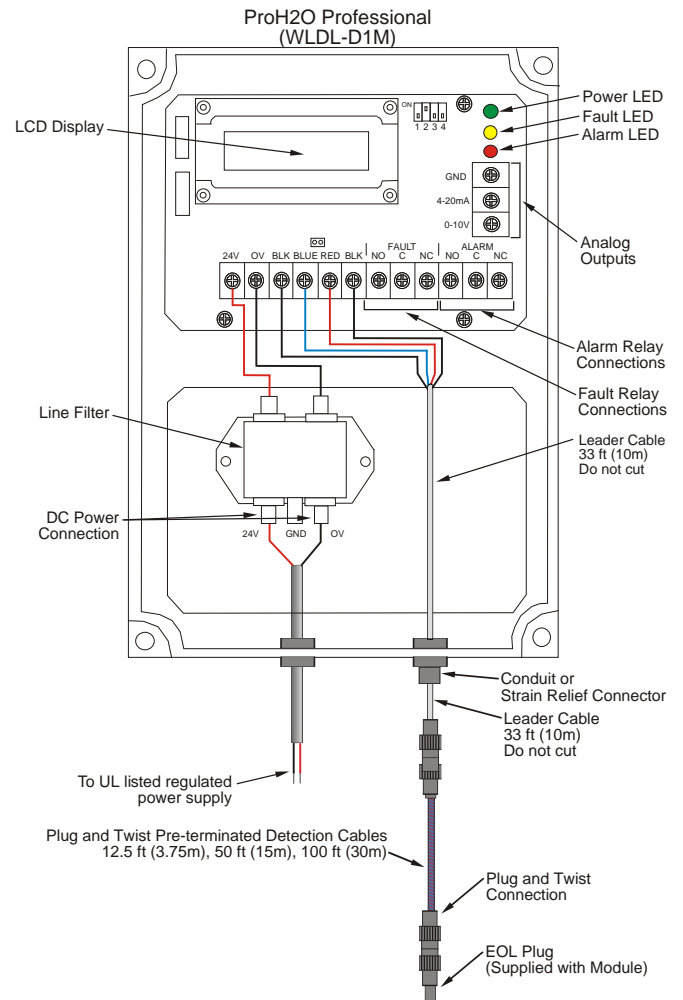 ProH2O Professional
(WLDL-D1M)
LCD Display
ON
1 2 3 4
Power LED
Fault LED
Alarm LED
GND
4-20mA
0-10V
Analog
Outputs
FAULT
ALARM
24V OV BLK BLUE RED BLK NO C NC NO C NC
Alarm Relay
Connections
Fault Relay
Connections
Line Filter
Leader Cable
33 ft (10m)
Do not cut
DC Power
Connection
24V GND OV
Conduit or
Strain Relief Connector
Leader Cable
33 ft (10m)
Do not cut
To UL listed regulated
power supply
Plug and Twist Pre-terminated Detection Cables
12.5 ft (3.75m), 50 ft (15m), 100 ft (30m)
Plug and Twist
Connection
EOL Plug
(Supplied with Module)